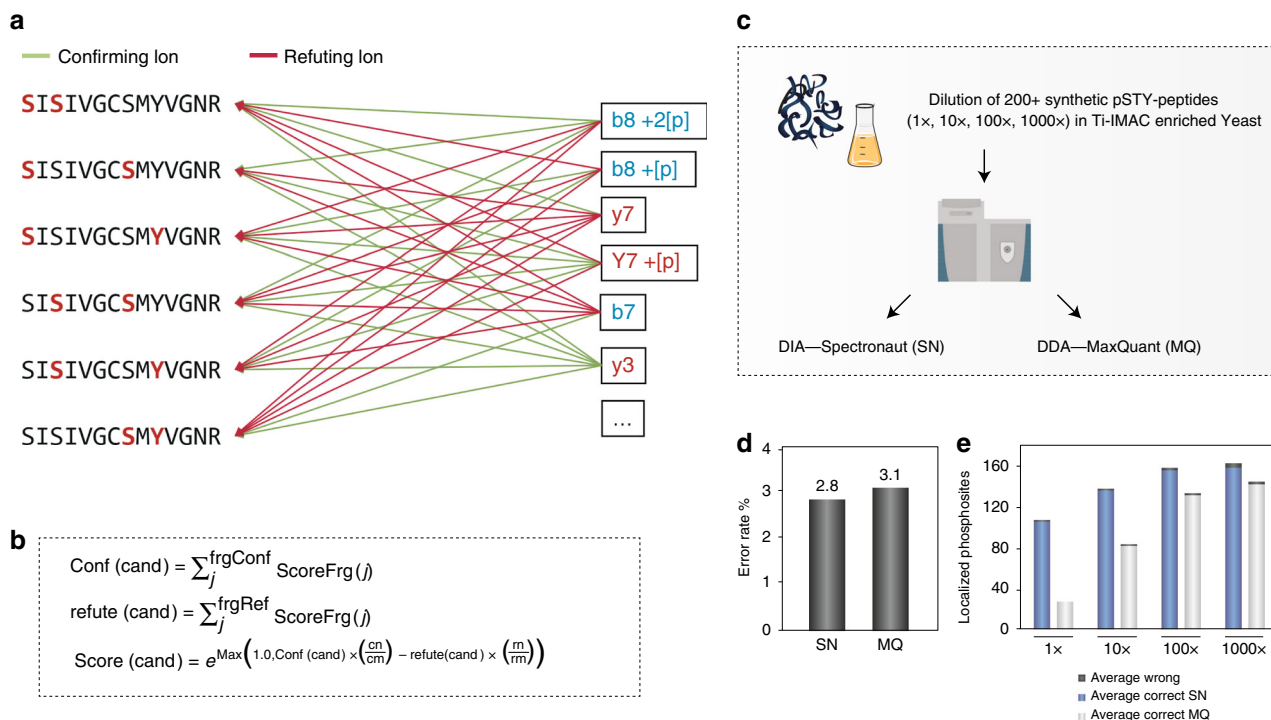 a
Confirming Ion
Refuting Ion
SISIVGCSMYVGNR
SISIVGCSMYVGNR
SISIVGCSMYVGNR
SISIVGCSMYVGNR
SISIVGCSMYVGNR
SISIVGCSMYVGNR
b8 +2[p]
b8 +[p]
y7
Y7 +[p]
b7
y3
...
b
Conf (cand) = ∑_j^frgConf ScoreFrg(j)
refute (cand) = ∑_j^frgRef ScoreFrg(j)
Score (cand) = e^Max(1.0,Conf (cand) ×(cn/cm) – refute(cand) × (rn/rm))
c
Dilution of 200+ synthetic pSTY-peptides
(1×, 10×, 100×, 1000×) in Ti-IMAC enriched Yeast
DIA—Spectronaut (SN)
DDA—MaxQuant (MQ)
d
Error rate %
4
3
2
1
0
2.8
3.1
SN
MQ
e
Localized phosphosites
160
120
80
40
0
1×
10×
100×
1000×
Average wrong
Average correct SN
Average correct MQ